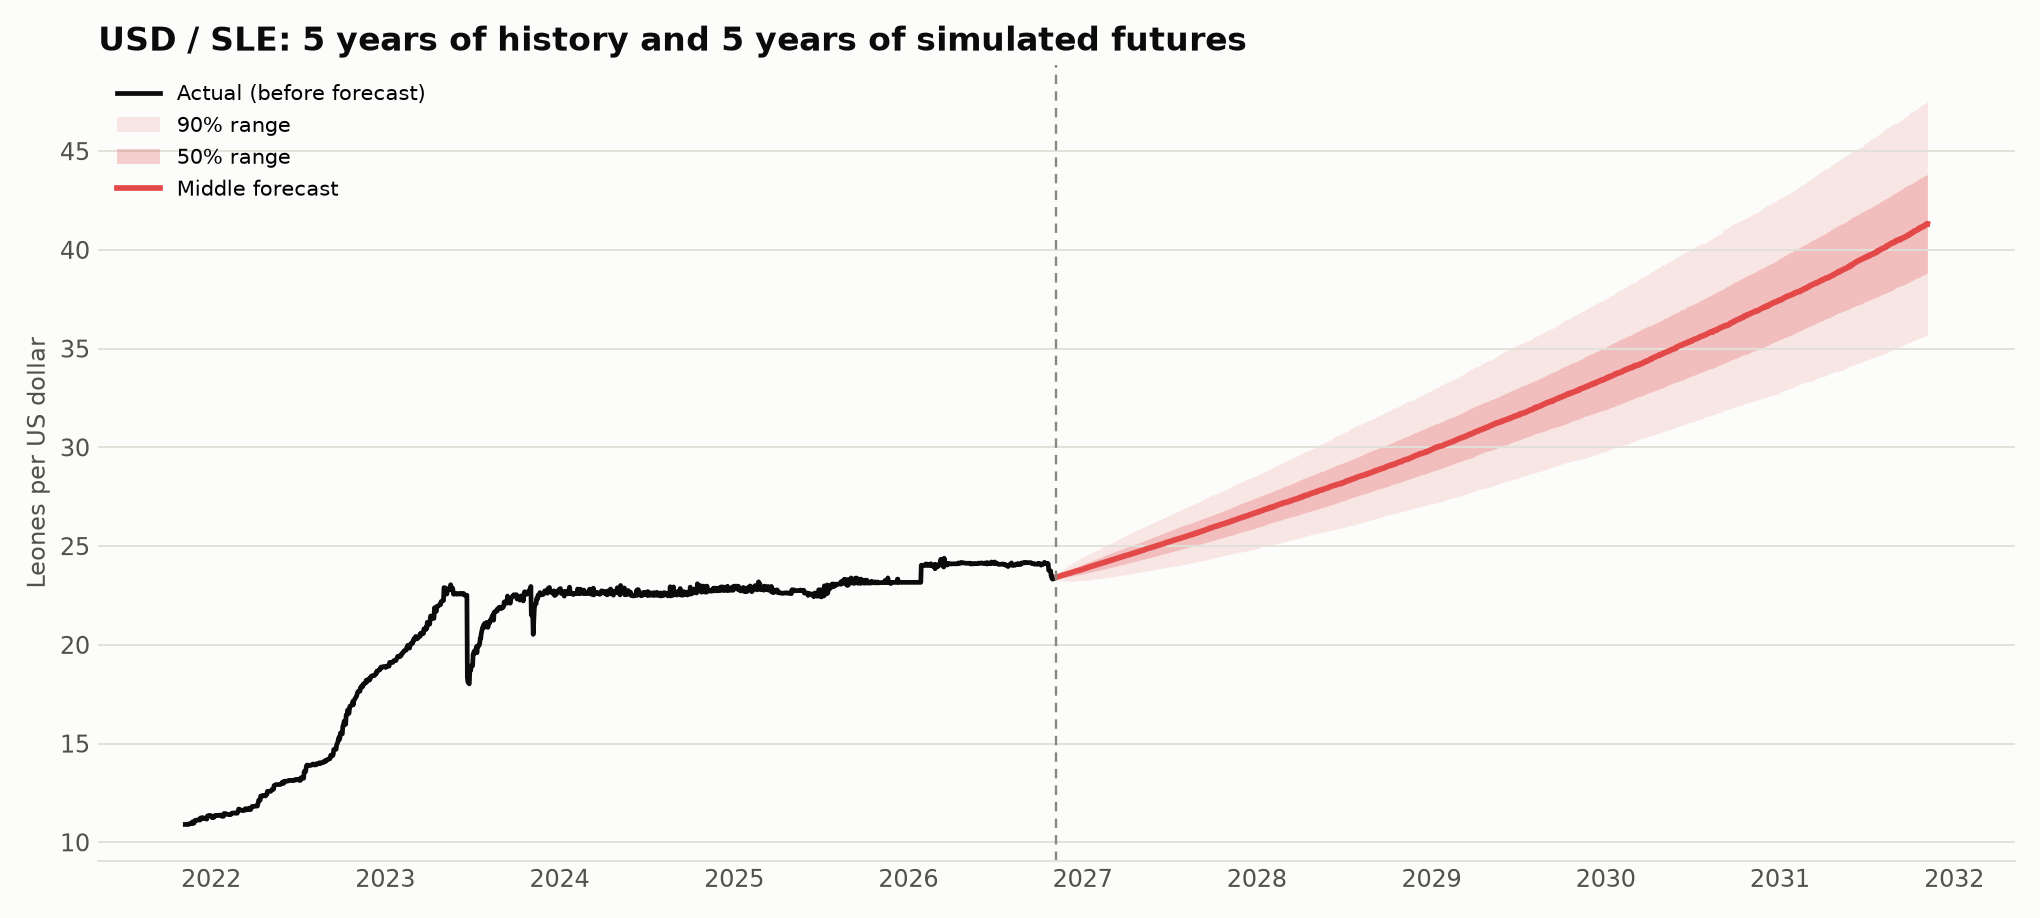 USD / SLE: 5 years of history and 5 years of simulated futures
Actual (before forecast)
90% range
50% range
Middle forecast
Leones per US dollar
45
40
35
30
25
20
15
10
2022 2023 2024 2025 2026 2027 2028 2029 2030 2031 2032